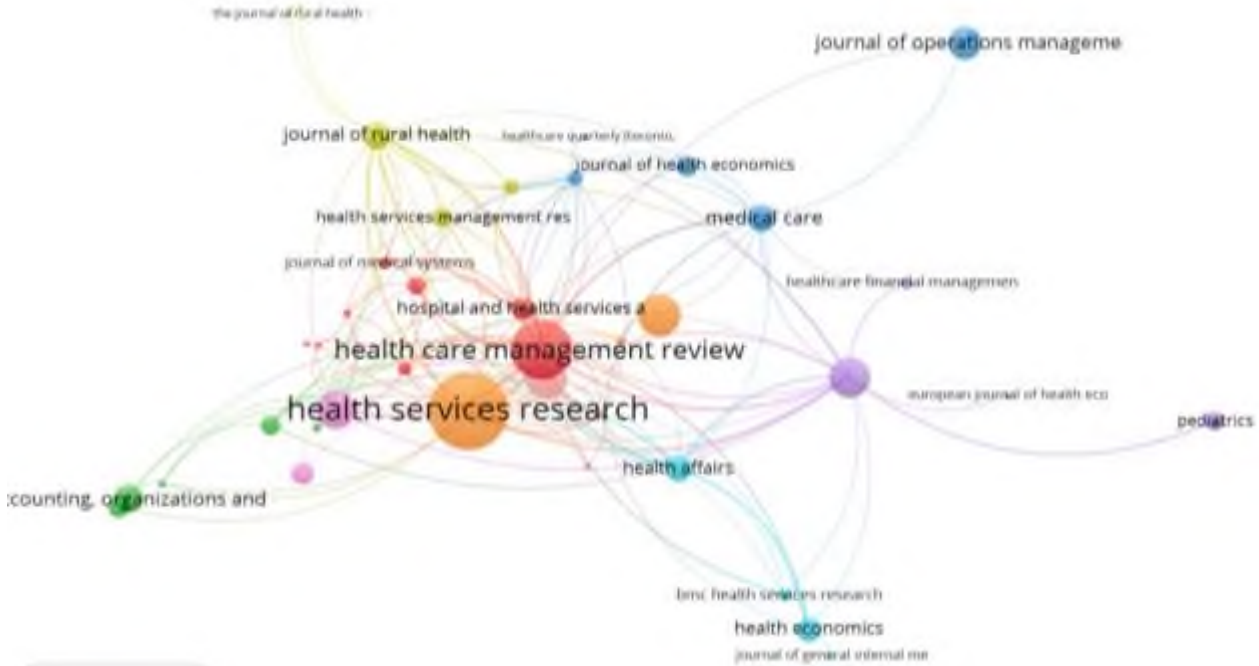 the journal of rural health
journal of operations manageme
journal of rural health
healthcare quarterly (toronto,
journal of health economics
health services management res
medical care
journal of medical systems
healthcare financial managemen
hospital and health services a
health care management review
european journal of health eco
health services research
pediatrics
health affairs
ccounting, organizations and
bmc health services research
health economics
journal of general internal me